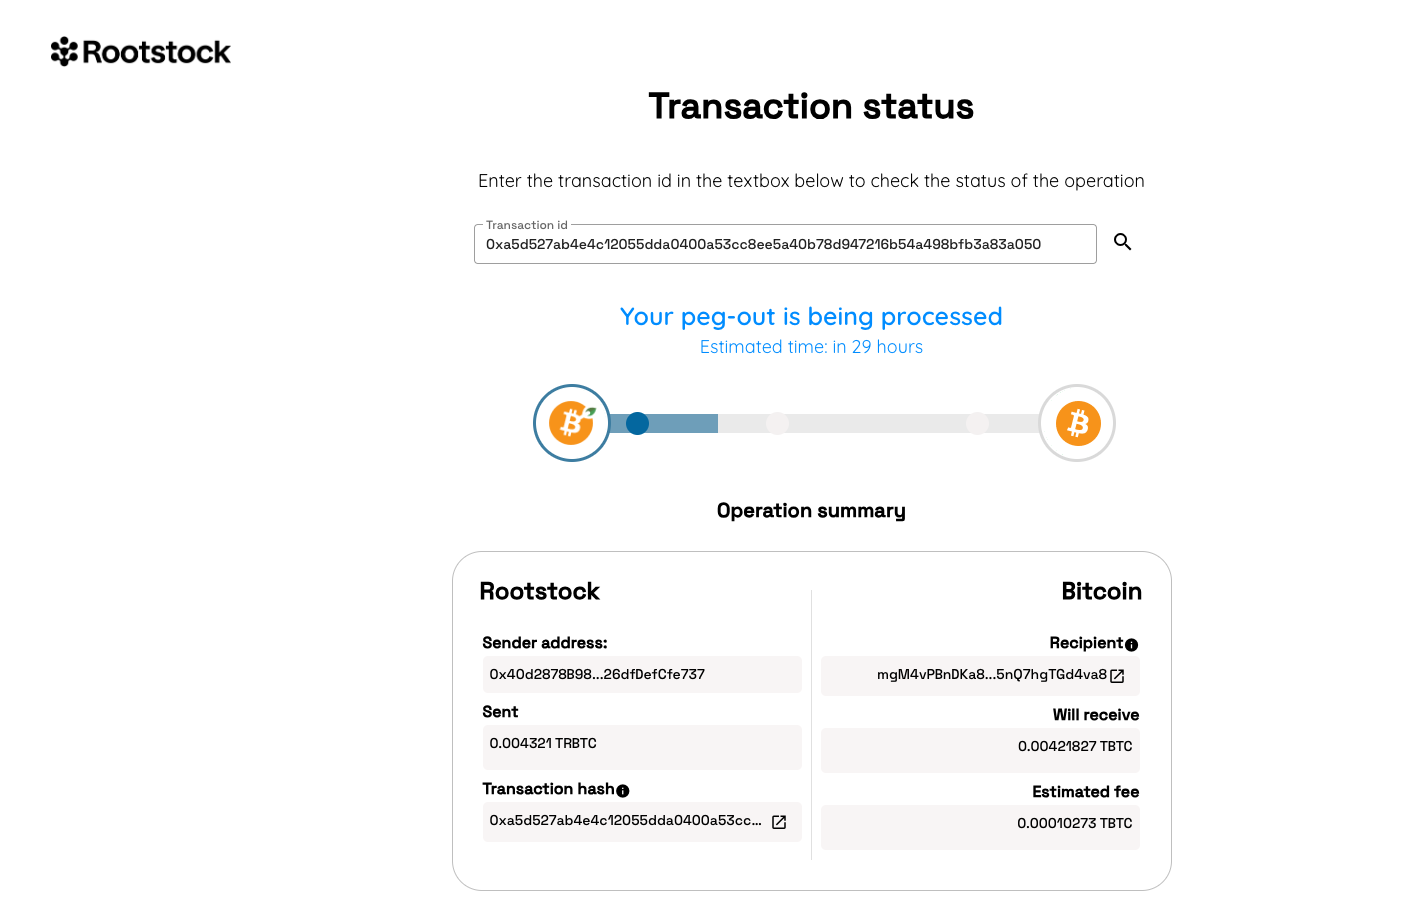 Rootstock
Transaction status
Enter the transaction id in the textbox below to check the status of the operation
Transaction id
0xa5d527ab4e4c12055dda0400a53cc8ee5a40b78d947216b54a498bfb3a83a050
Your peg-out is being processed
Estimated time: in 29 hours
Operation summary
Rootstock
Sender address:
0x40d2878B98...26dfDefCfe737
Sent
0.004321 TRBTC
Transaction hash
0xa5d527ab4e4c12055dda0400a53cc...
Bitcoin
Recipient
mgM4vPBnDKa8...5nQ7hgTGd4va8
Will receive
0.00421827 TBTC
Estimated fee
0.00010273 TBTC